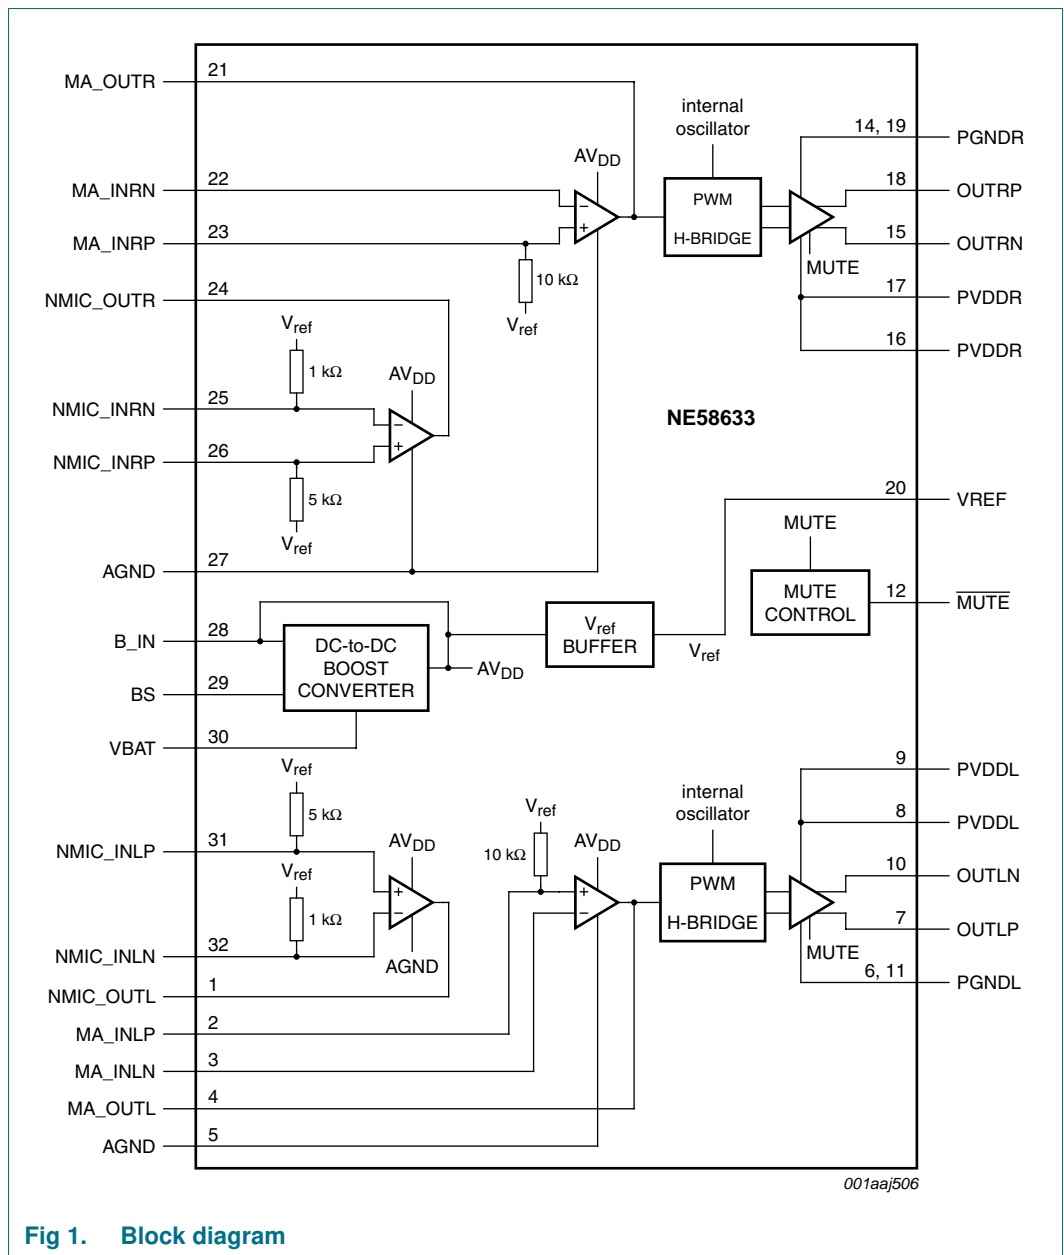 MA_OUTR
21
internal
oscillator
14, 19
PGNDR
AVDD
MA_INRN
22
PWM
H-BRIDGE
18
OUTRP
−
+
MA_INRP
23
15
OUTRN
MUTE
10 kΩ
Vref
NMIC_OUTR
24
17
PVDDR
16
PVDDR
Vref
1 kΩ
AVDD
NMIC_INRN
25
−
+
NE58633
NMIC_INRP
26
5 kΩ
Vref
20
VREF
MUTE
AGND
27
MUTE
CONTROL
12
MUTE
B_IN
28
DC-to-DC
BOOST
CONVERTER
Vref
BUFFER
Vref
AVDD
BS
29
VBAT
30
9
PVDDL
Vref
5 kΩ
internal
oscillator
8
PVDDL
Vref
10 kΩ
AVDD
AVDD
NMIC_INLP
31
Vref
1 kΩ
+
−
+
−
PWM
H-BRIDGE
10
OUTLN
7
OUTLP
MUTE
NMIC_INLN
32
AGND
6, 11
PGNDL
NMIC_OUTL
1
MA_INLP
2
MA_INLN
3
MA_OUTL
4
AGND
5
001aaj506
Fig 1. Block diagram